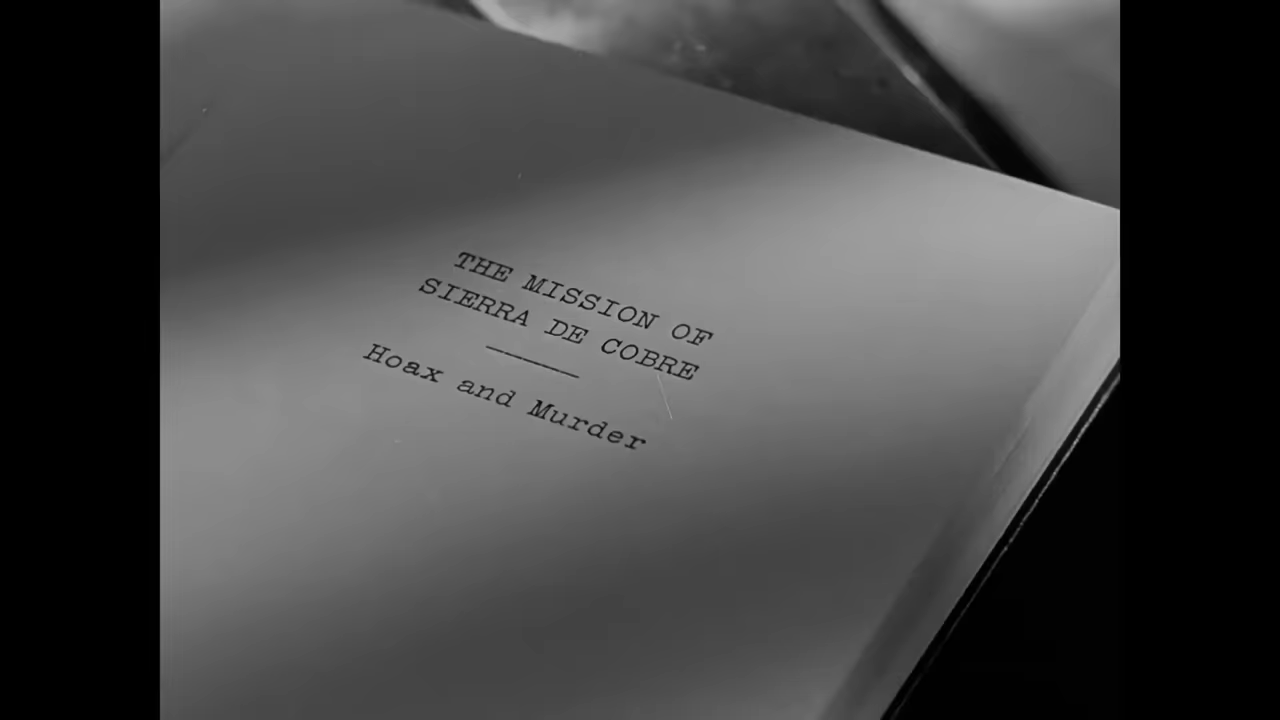 THE MISSION OF
SIERRA DE COBRE
Hoax and Murder